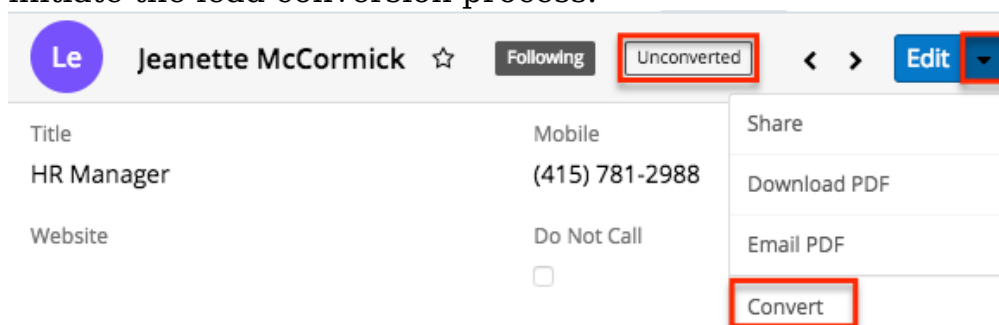 initiate the lead conversion process.
Le Jeanette McCormick Following Unconverted Edit
Title Mobile Share
HR Manager (415) 781-2988 Download PDF
Website Do Not Call Email PDF
Convert